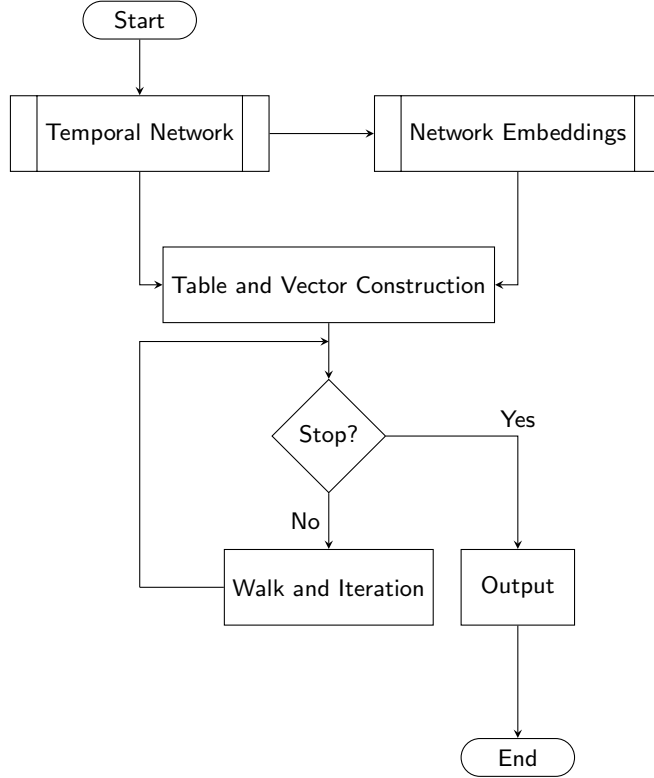 Start
Temporal Network
Network Embeddings
Table and Vector Construction
Stop?
Yes
No
Walk and Iteration
Output
End